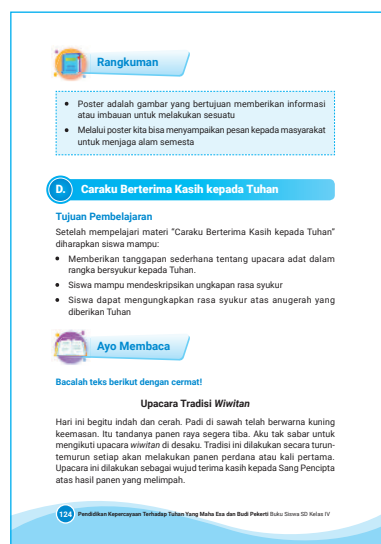 Rangkuman
• Poster adalah gambar yang bertujuan memberikan informasi
atau imbauan untuk melakukan sesuatu
• Melalui poster kita bisa menyampaikan pesan kepada masyarakat
untuk menjaga alam semesta
D. Caraku Berterima Kasih kepada Tuhan
Tujuan Pembelajaran
Setelah mempelajari materi “Caraku Berterima Kasih kepada Tuhan”
diharapkan siswa mampu:
• Memberikan tanggapan sederhana tentang upacara adat dalam
rangka bersyukur kepada Tuhan.
• Siswa mampu mendeskripsikan ungkapan rasa syukur
• Siswa dapat mengungkapkan rasa syukur atas anugerah yang
diberikan Tuhan
Ayo Membaca
Bacalah teks berikut dengan cermat!
Upacara Tradisi Wiwitan
Hari ini begitu indah dan cerah. Padi di sawah telah berwarna kuning
keemasan. Itu tandanya panen raya segera tiba. Aku tak sabar untuk
mengikuti upacara wiwitan di desaku. Tradisi ini dilakukan secara turun-
temurun setiap akan melakukan panen perdana atau kali pertama.
Upacara ini dilakukan sebagai wujud terima kasih kepada Sang Pencipta
atas hasil panen yang melimpah.
124 Pendidikan Kepercayaan Terhadap Tuhan Yang Maha Esa dan Budi Pekerti Buku Siswa SD Kelas IV